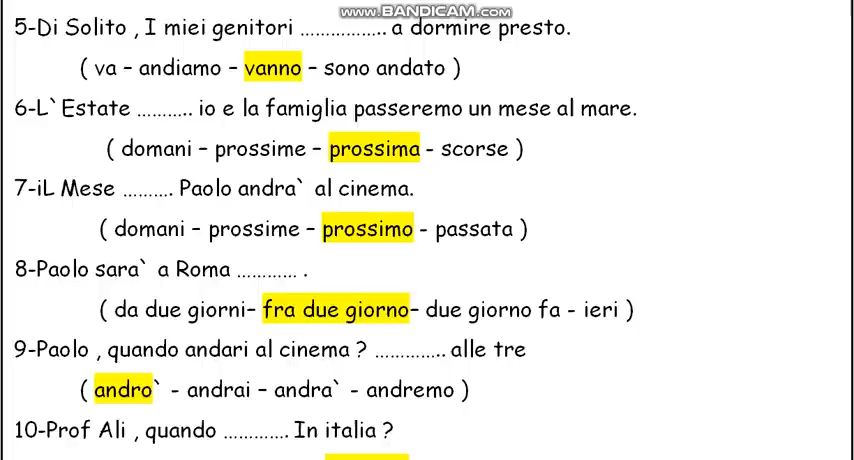 www.BANDICAM.com
5-Di Solito , I miei genitori ................. a dormire presto.
( va – andiamo – vanno – sono andato )
6-L`Estate ........... io e la famiglia passeremo un mese al mare.
( domani – prossime – prossima - scorse )
7-iL Mese .......... Paolo andra` al cinema.
( domani – prossime – prossimo - passata )
8-Paolo sara` a Roma ............ .
( da due giorni– fra due giorno– due giorno fa - ieri )
9-Paolo , quando andari al cinema ? .............. alle tre
( andro` - andrai – andra` - andremo )
10-Prof Ali , quando ............. In italia ?